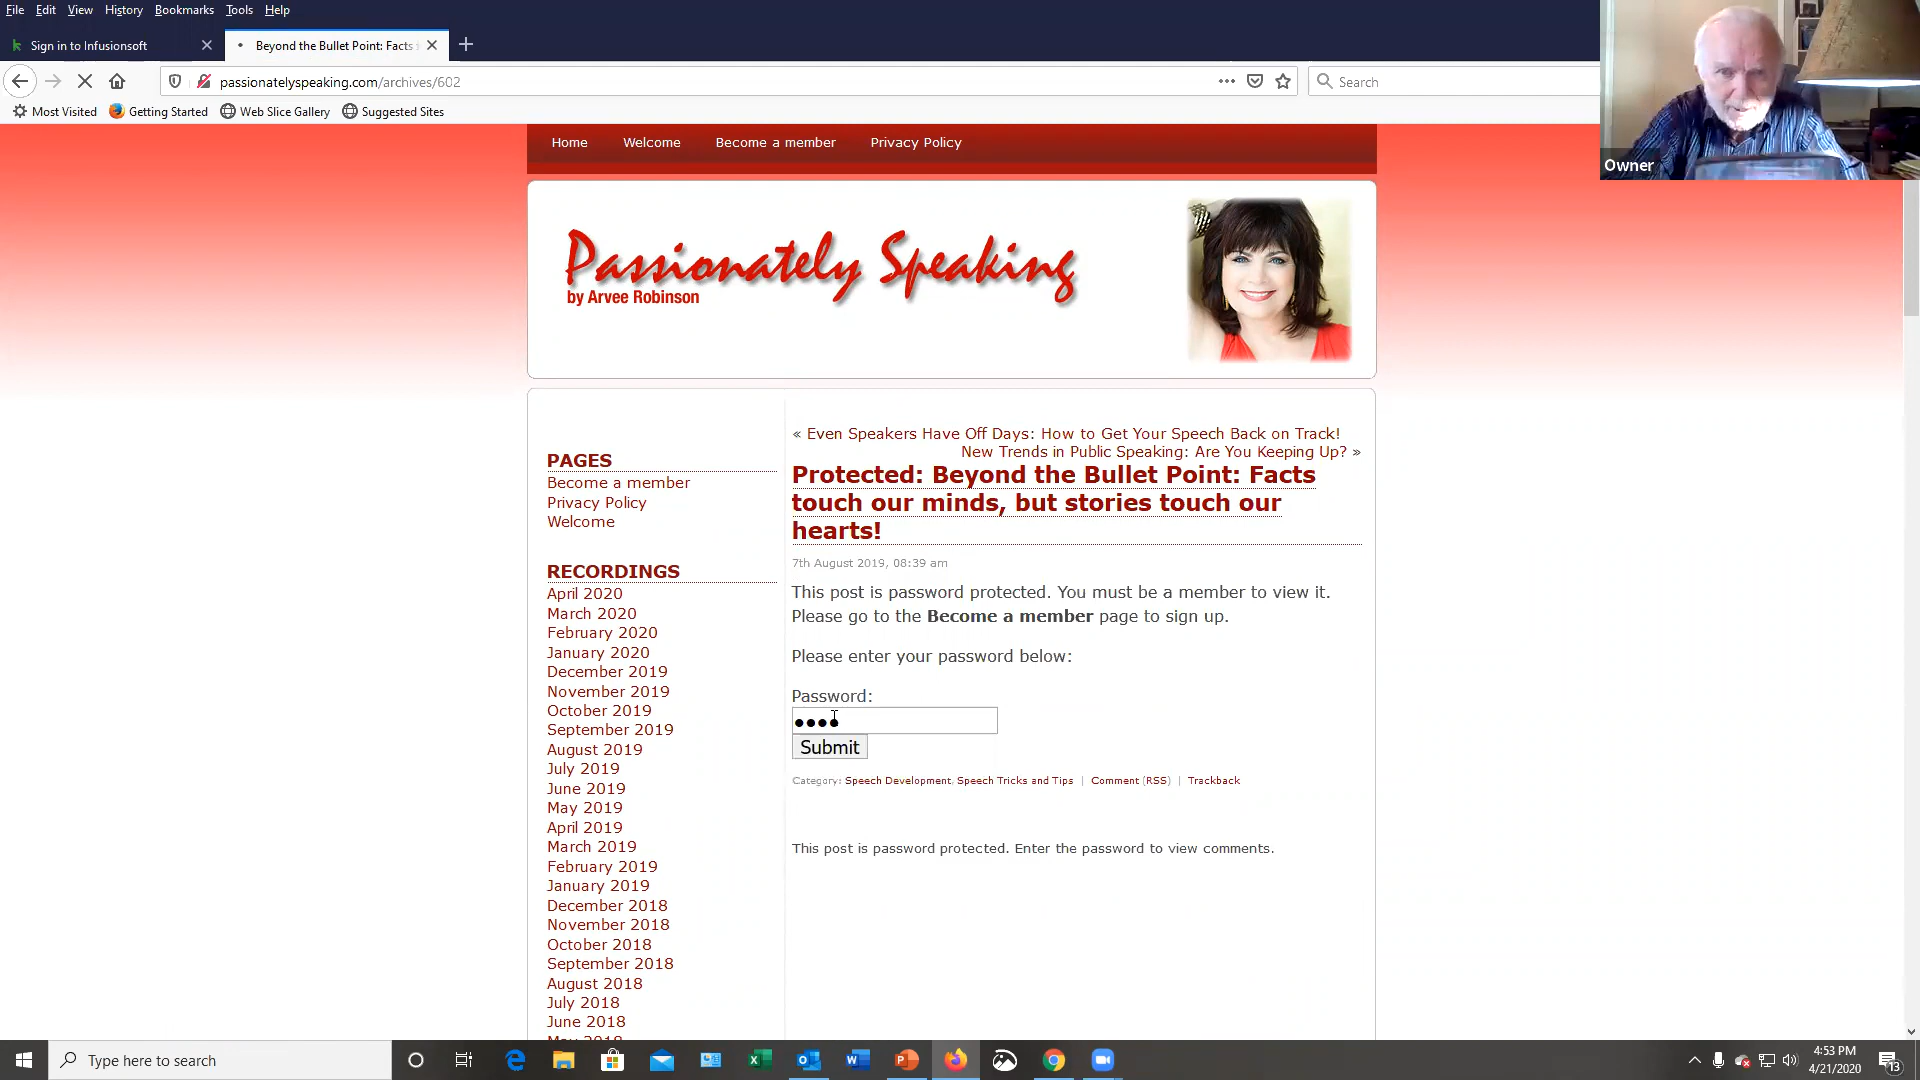 File Edit View History Bookmarks Tools Help
Sign in to Infusionsoft
Beyond the Bullet Point: Facts
passionatelyspeaking.com/archives/602
Search
Most Visited Getting Started Web Slice Gallery Suggested Sites
Owner
Home Welcome Become a member Privacy Policy
Passionately Speaking
by Arvee Robinson
« Even Speakers Have Off Days: How to Get Your Speech Back on Track!
New Trends in Public Speaking: Are You Keeping Up? »
PAGES
Become a member
Privacy Policy
Welcome
RECORDINGS
April 2020
March 2020
February 2020
January 2020
December 2019
November 2019
October 2019
September 2019
August 2019
July 2019
June 2019
May 2019
April 2019
March 2019
February 2019
January 2019
December 2018
November 2018
October 2018
September 2018
August 2018
July 2018
June 2018
Protected: Beyond the Bullet Point: Facts
touch our minds, but stories touch our
hearts!
7th August 2019, 08:39 am
This post is password protected. You must be a member to view it.
Please go to the Become a member page to sign up.
Please enter your password below:
Password:
Submit
Category: Speech Development, Speech Tricks and Tips | Comment (RSS) | Trackback
This post is password protected. Enter the password to view comments.
Type here to search
4:53 PM
4/21/2020
13